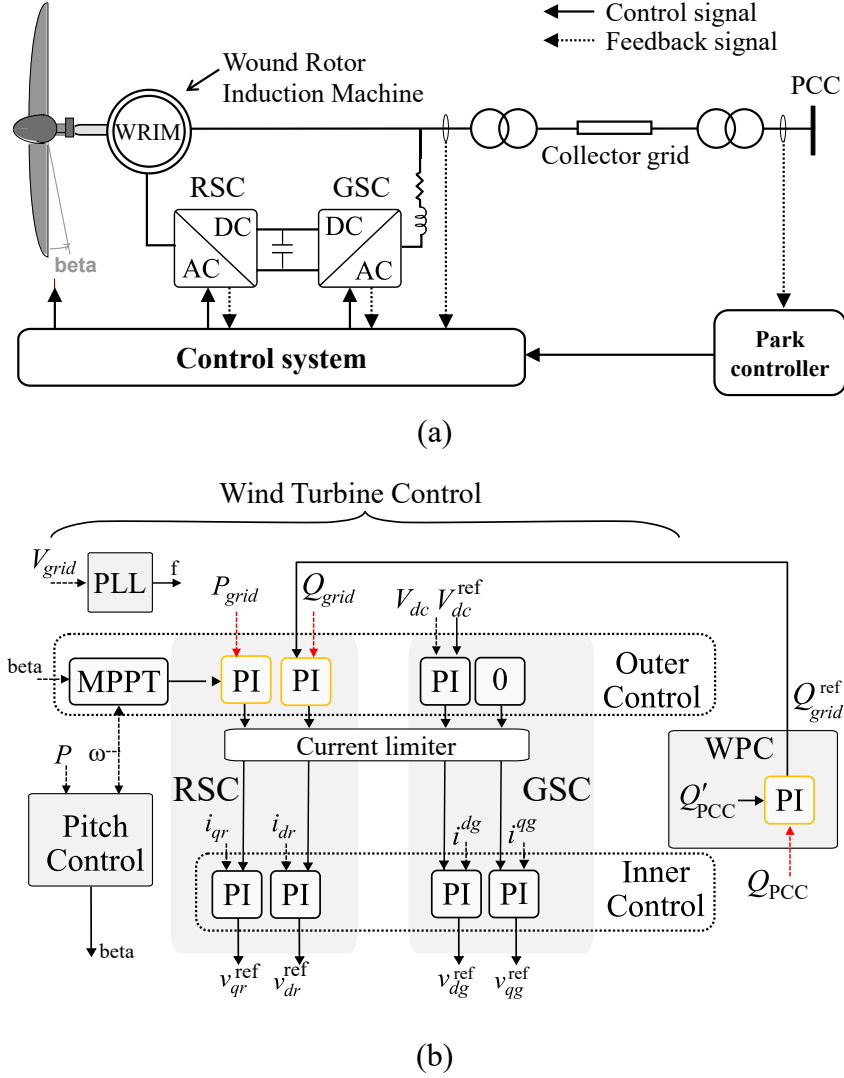 Control signal
Feedback signal
Wound Rotor
Induction Machine
PCC
WRIM
Collector grid
RSC
GSC
DC
DC
AC
AC
beta
Control system
Park
controller
(a)
Wind Turbine Control
V_grid
PLL
f
P_grid
Q_grid
V_dc
V_dc^ref
beta
MPPT
PI
PI
PI
0
Outer
Control
Q_grid^ref
Current limiter
WPC
P
ω
RSC
GSC
Q′_PCC
PI
Pitch
Control
i_qr
i_dr
i^dg
i^qg
Q_PCC
PI
PI
PI
PI
Inner
Control
beta
v_qr^ref
v_dr^ref
v_dg^ref
v_qg^ref
(b)